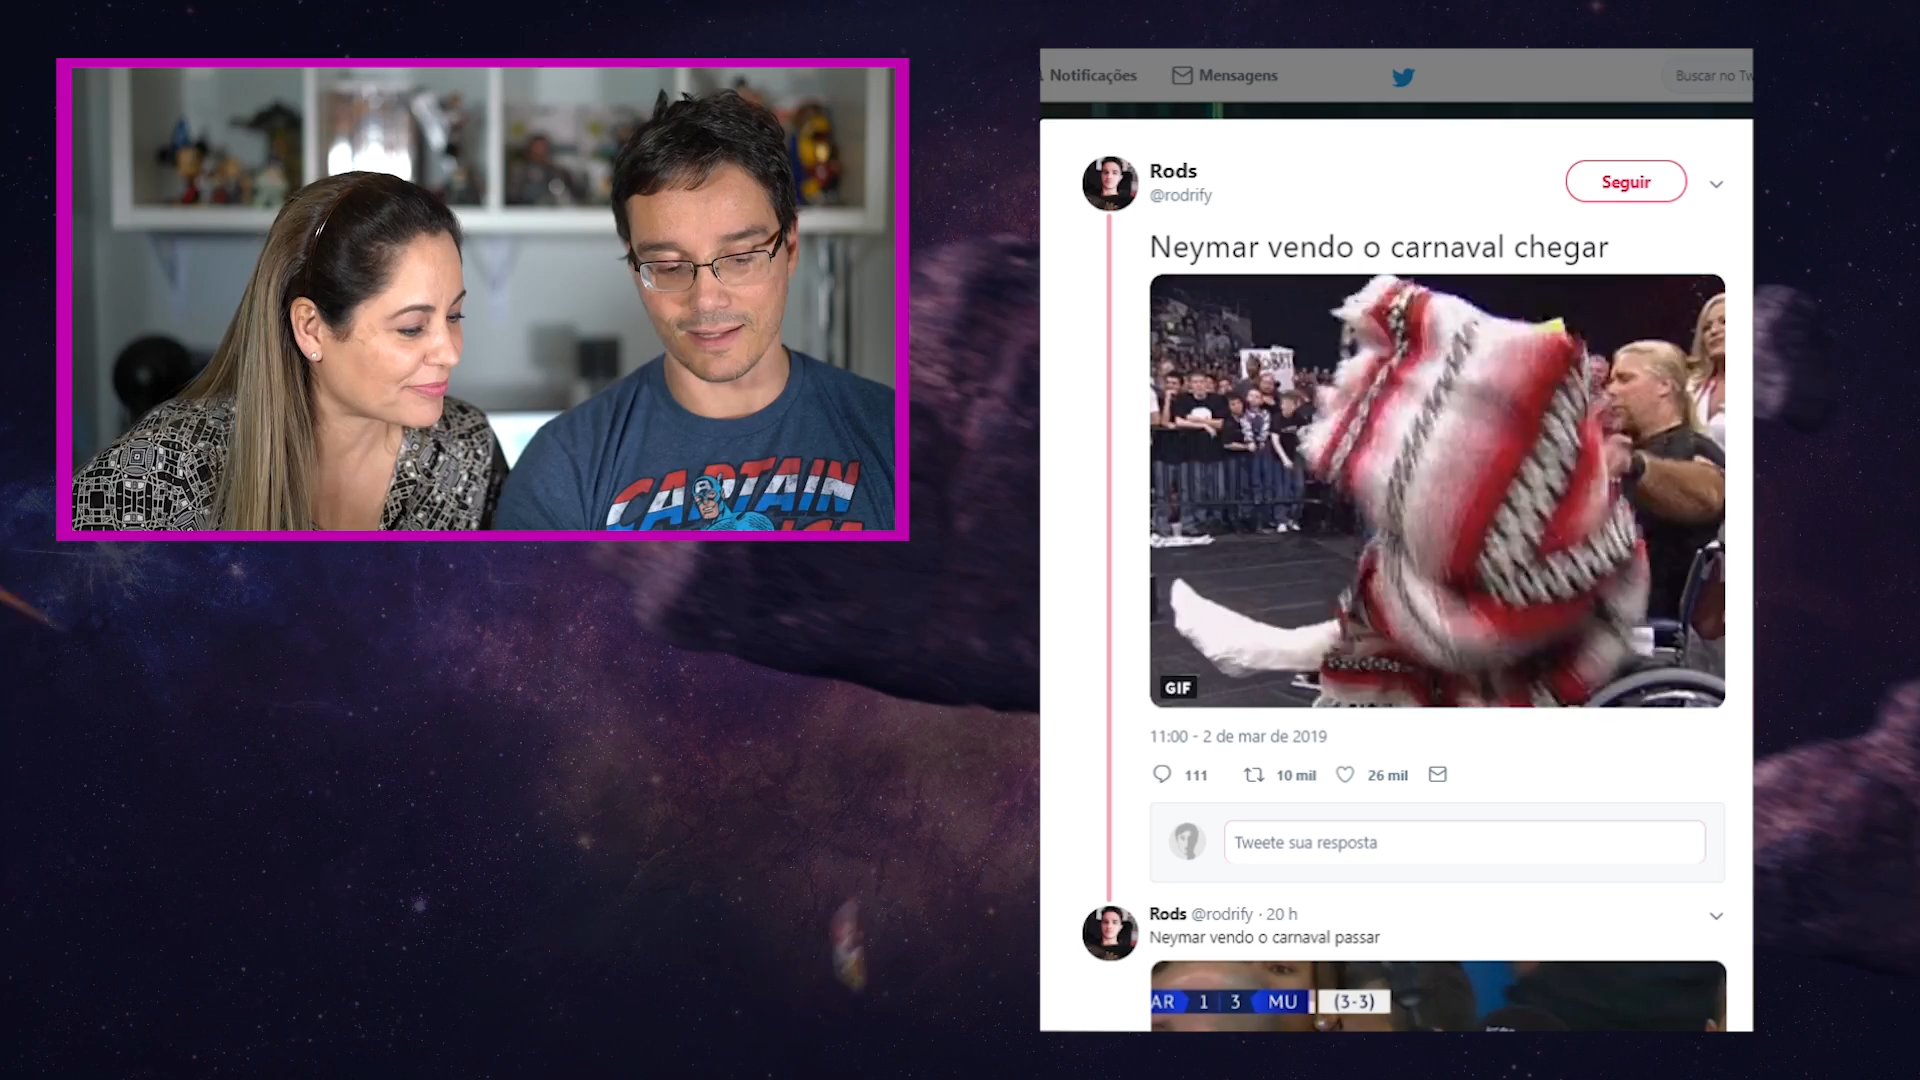 Notificações
Mensagens
Buscar no Tw
Rods
@rodrify
Seguir
Neymar vendo o carnaval chegar
GIF
11:00 - 2 de mar de 2019
111
10 mil
26 mil
Tweete sua resposta
Rods @rodrify · 20 h
Neymar vendo o carnaval passar
AR 1 3 MU (3-3)
CAPTAIN